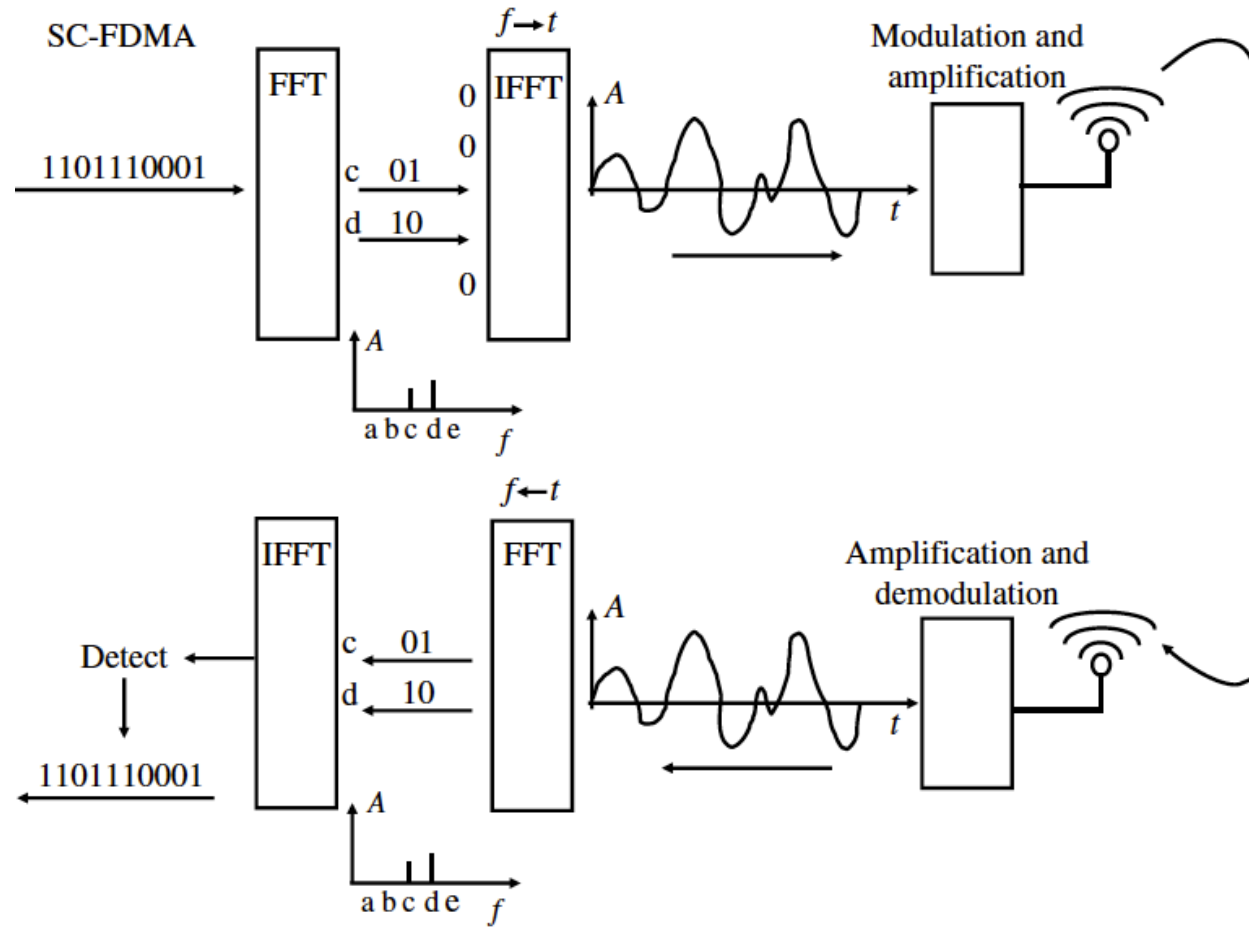 SC-FDMA
f→t
Modulation and
amplification
FFT
0
IFFT
A
0
1101110001
c
01
d
10
t
0
A
a b c d e
f
f←t
IFFT
FFT
Amplification and
demodulation
A
c
01
Detect
d
10
t
1101110001
A
a b c d e
f